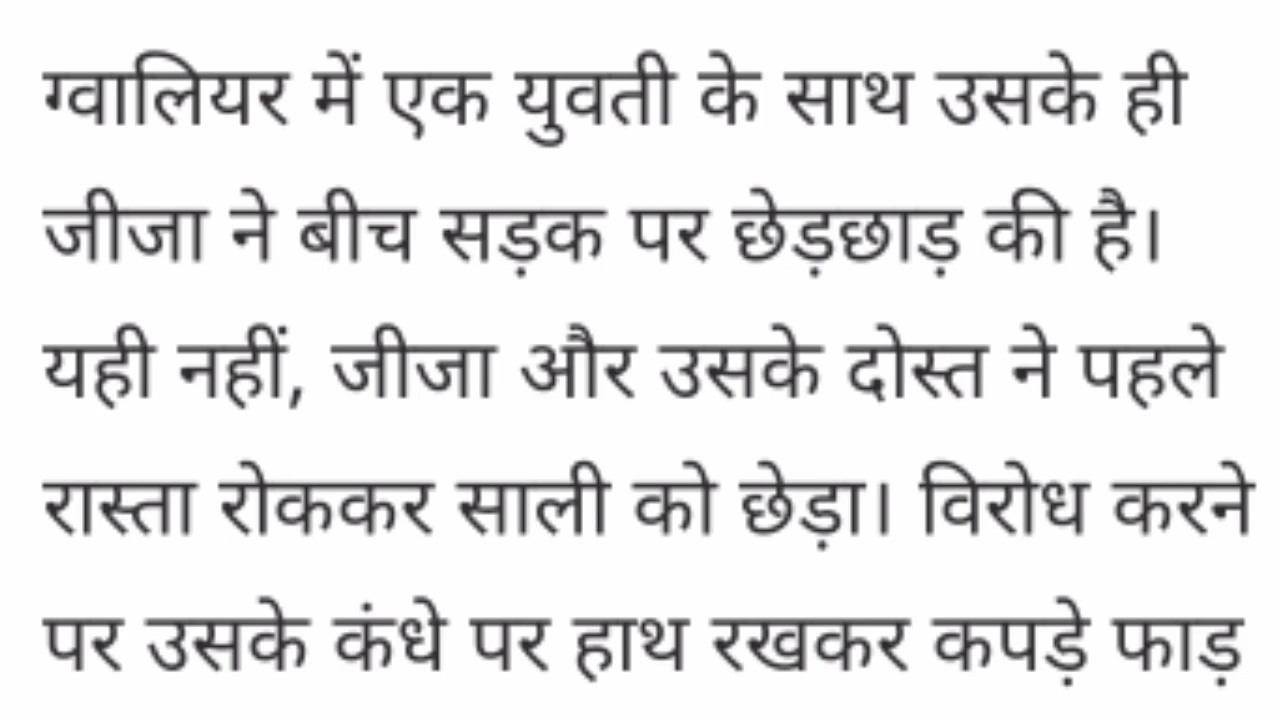 ग्वालियर में एक युवती के साथ उसके ही
जीजा ने बीच सड़क पर छेड़छाड़ की है।
यही नहीं, जीजा और उसके दोस्त ने पहले
रास्ता रोककर साली को छेड़ा। विरोध करने
पर उसके कंधे पर हाथ रखकर कपड़े फाड़